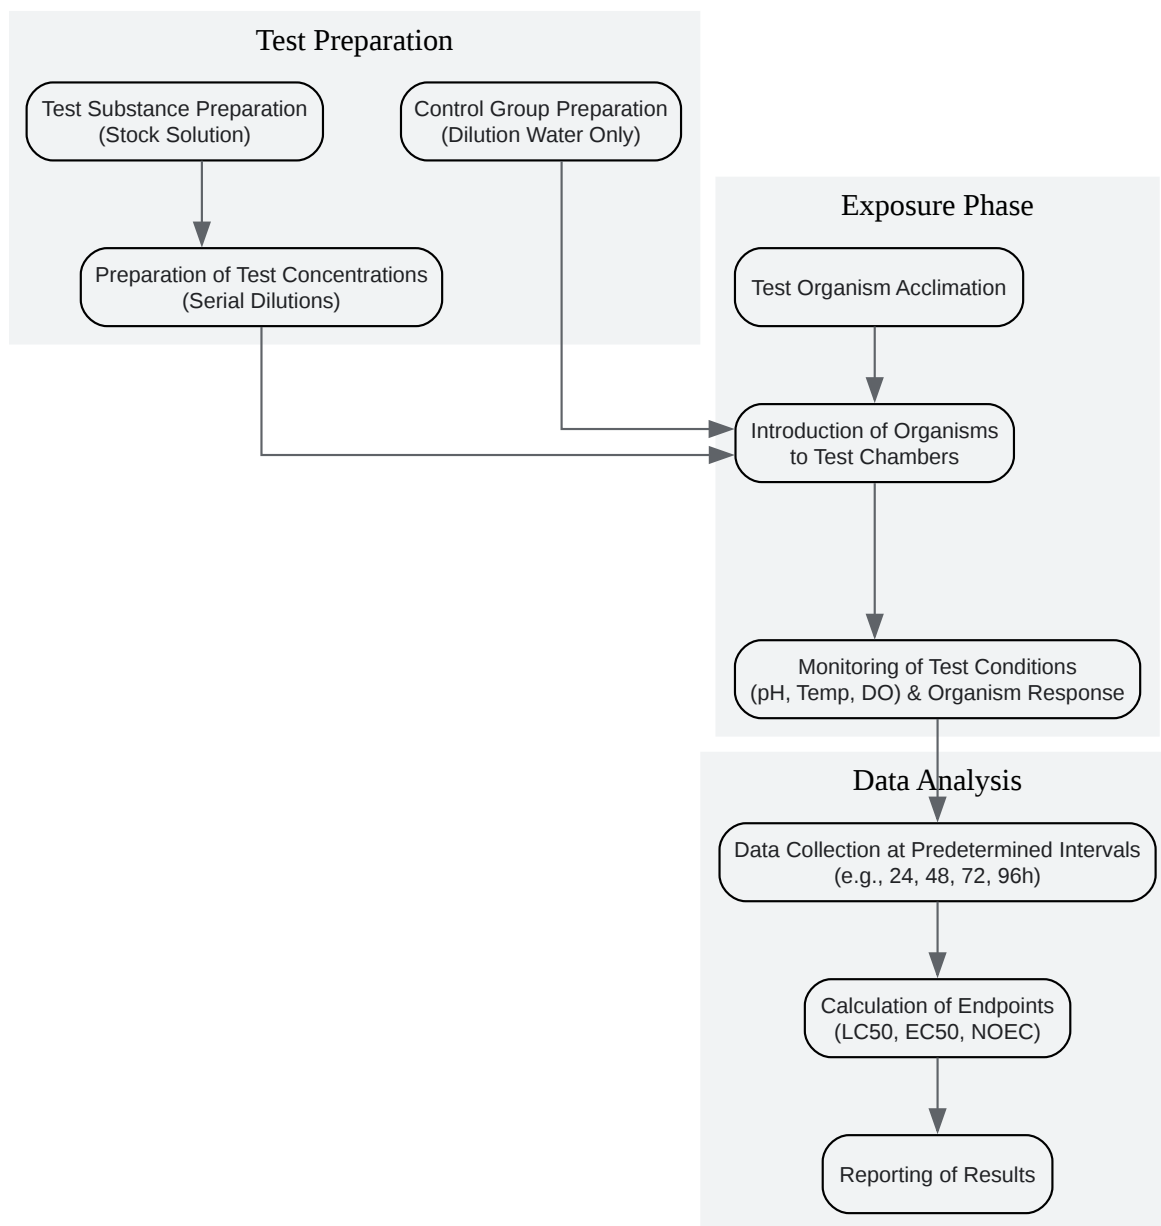 Test Preparation
Test Substance Preparation
(Stock Solution)
Control Group Preparation
(Dilution Water Only)
Preparation of Test Concentrations
(Serial Dilutions)
Exposure Phase
Test Organism Acclimation
Introduction of Organisms
to Test Chambers
Monitoring of Test Conditions
(pH, Temp, DO) & Organism Response
Data Analysis
Data Collection at Predetermined Intervals
(e.g., 24, 48, 72, 96h)
Calculation of Endpoints
(LC50, EC50, NOEC)
Reporting of Results